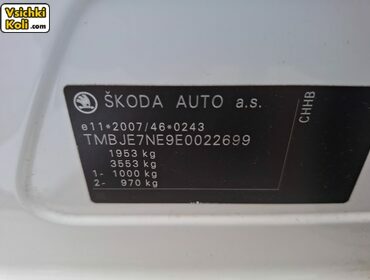 Vsichki
Koli.com
ŠKODA AUTO a.s.
e11*2007/46*0243
TMBJE7NE9E0022699
1953 kg
3553 kg
1- 1000 kg
2- 970 kg
CHHB